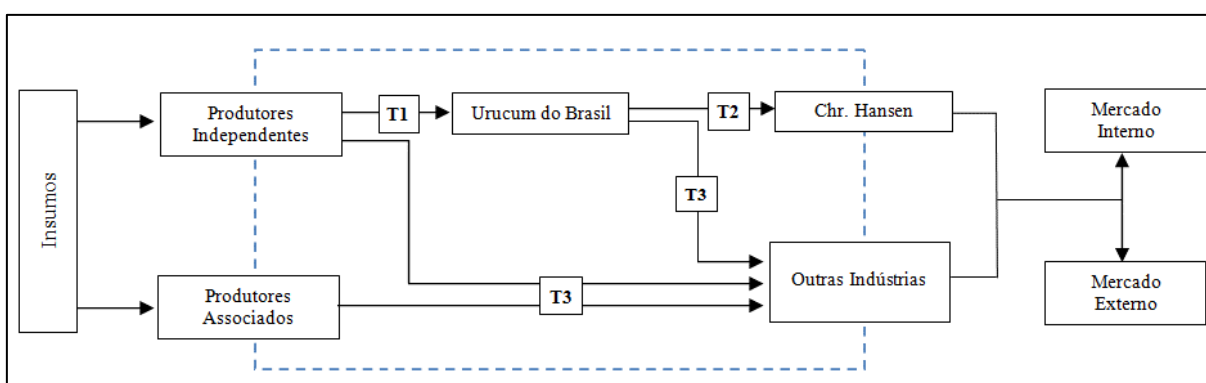 Insumos
Produtores
Independentes
T1
Urucum do Brasil
T2
Chr. Hansen
T3
Mercado
Interno
Produtores
Associados
T3
Outras Indústrias
Mercado
Externo